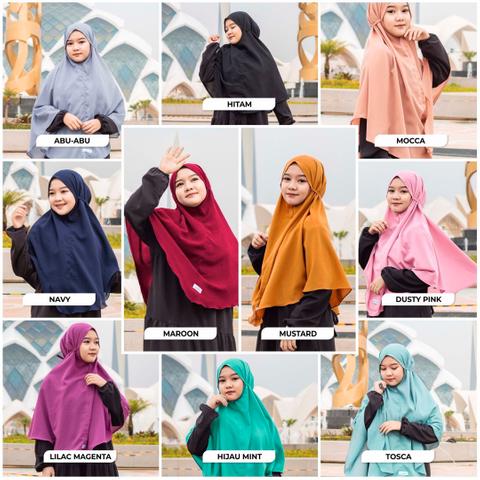 ABU-ABU
HITAM
MOCCA
NAVY
MAROON
MUSTARD
DUSTY PINK
LILAC MAGENTA
HIJAU MINT
TOSCA